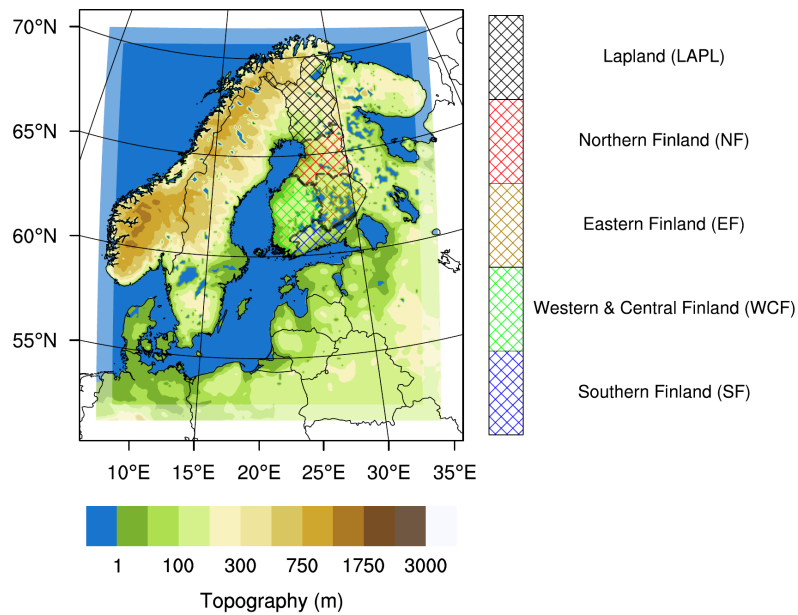 70°N
65°N
60°N
55°N
10°E 15°E 20°E 25°E 30°E 35°E
Lapland (LAPL)
Northern Finland (NF)
Eastern Finland (EF)
Western & Central Finland (WCF)
Southern Finland (SF)
1 100 300 750 1750 3000
Topography (m)